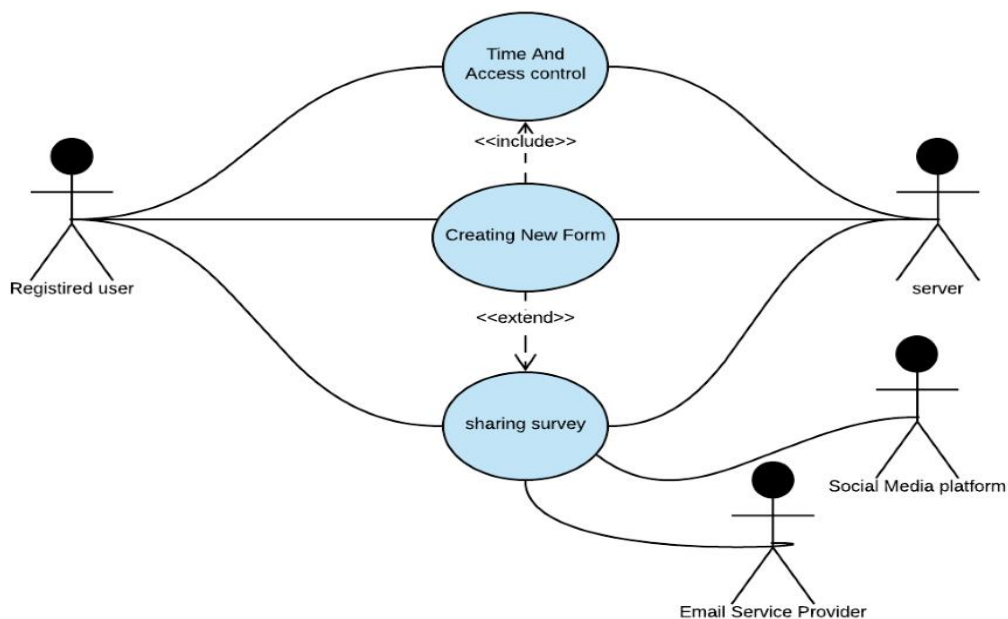 Time And
Access control
<<include>>
Creating New Form
Registired user
server
<<extend>>
sharing survey
Social Media platform
Email Service Provider